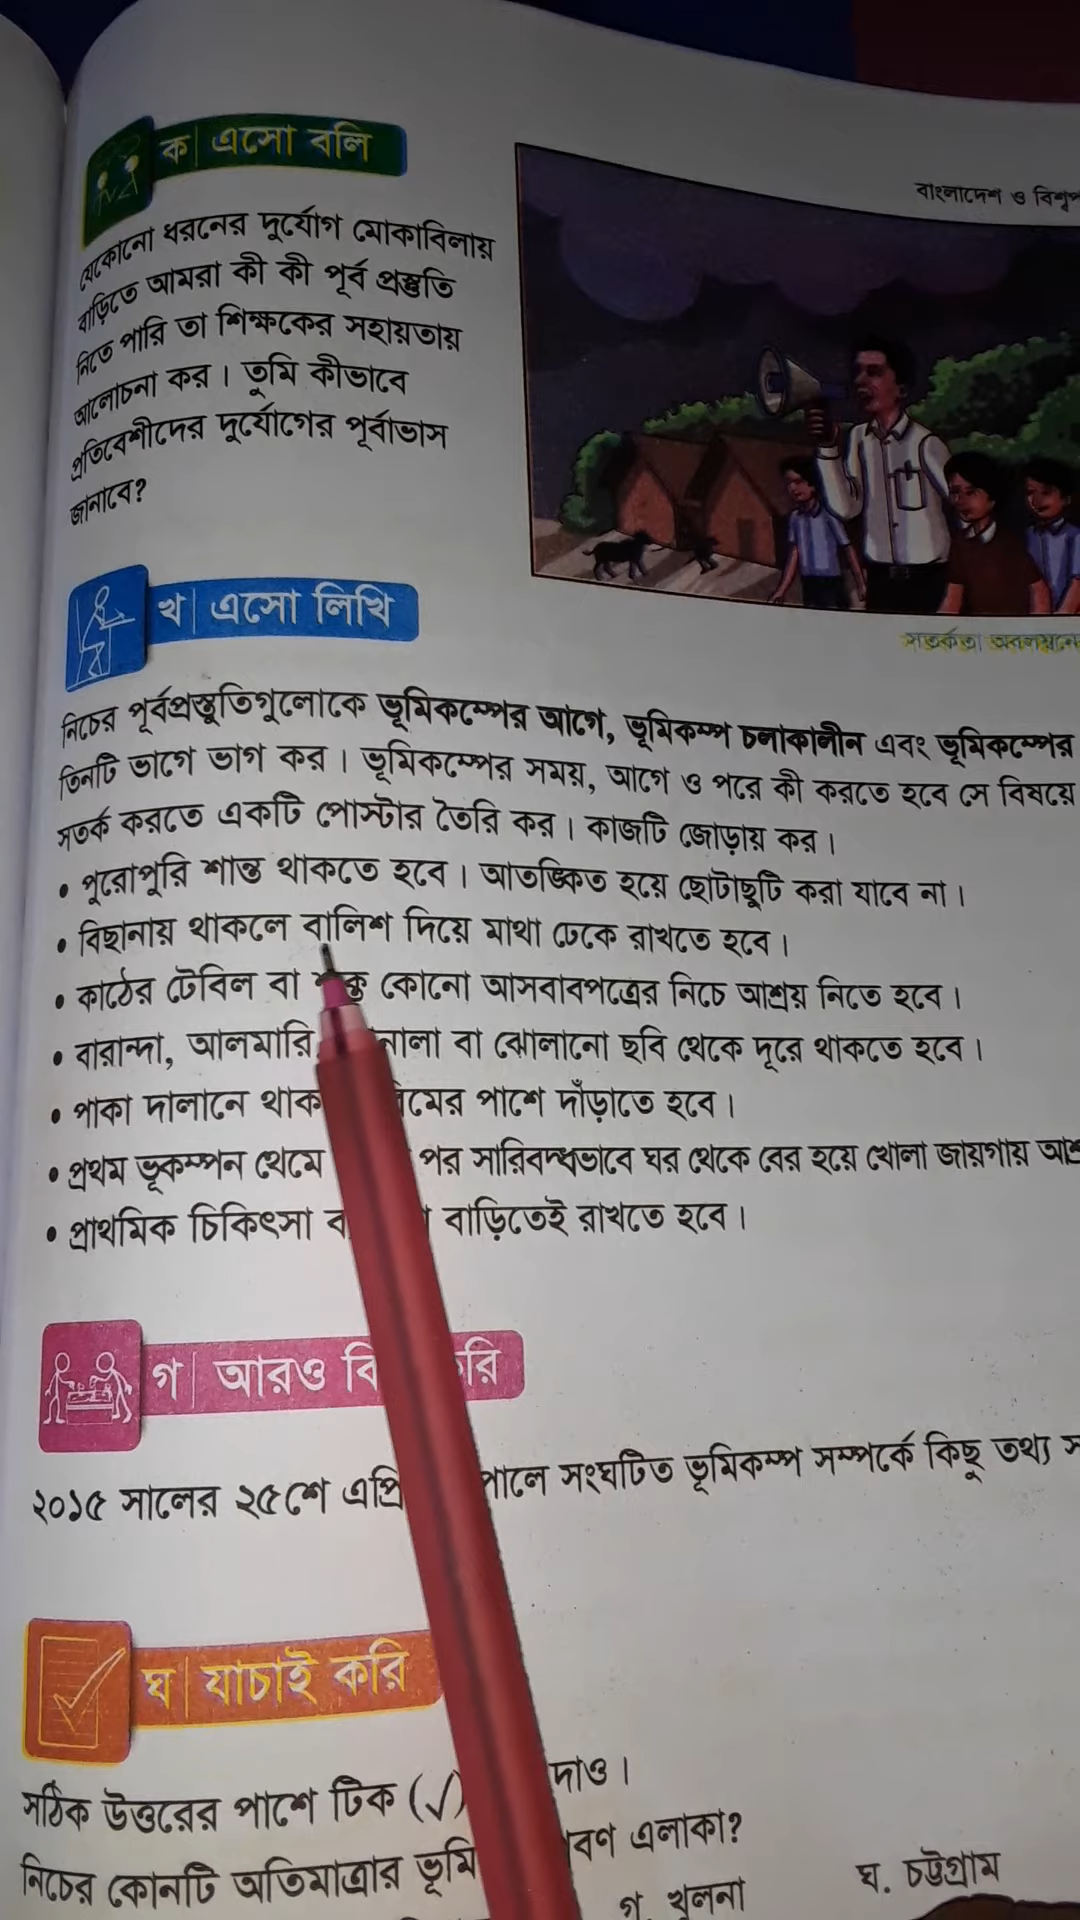 ক | এসো বলি
বাংলাদেশ ও
যেকোনো ধরনের দুর্যোগ মোকাবিলায়
বাড়িতে আমরা কী কী পূর্ব প্রস্তুতি
নিতে পারি তা শিক্ষকের সহায়তায়
আলোচনা কর। তুমি কীভাবে
প্রতিবেশীদের দুর্যোগের পূর্বাভাস
জানাবে?
সতর্কতা
খ | এসো লিখি
নিচের পূর্বপ্রস্তুতিগুলোকে ভূমিকম্পের আগে, ভূমিকম্প চলাকালীন এবং ভূমিকম্পের
তিনটি ভাগে ভাগ কর। ভূমিকম্পের সময়, আগে ও পরে কী করতে হবে সে বিষয়ে
সতর্ক করতে একটি পোস্টার তৈরি কর। কাজটি জোড়ায় কর।
• পুরোপুরি শান্ত থাকতে হবে। আতঙ্কিত হয়ে ছোটাছুটি করা যাবে না।
• বিছানায় থাকলে বালিশ দিয়ে মাথা ঢেকে রাখতে হবে।
• কাঠের টেবিল বা কোনো আসবাবপত্রের নিচে আশ্রয় নিতে হবে।
• বারান্দা, আলমারি বা ঝোলানো ছবি থেকে দূরে থাকতে হবে।
• পাকা দালানে পাশে দাঁড়াতে হবে।
• প্রথম ভূকম্পন থেমে পর সারিবদ্ধভাবে ঘর থেকে বের হয়ে খোলা জায়গায়
• প্রাথমিক চিকিৎসা বাড়িতেই রাখতে হবে।
গ | আরও
২০১৫ সালের ২৫শে সংঘটিত ভূমিকম্প সম্পর্কে কিছু তথ্য
ঘ | যাচাই করি
সঠিক উত্তরের পাশে টিক (√) দাও।
নিচের কোনটি অতিমাত্রার এলাকা?
গ. খুলনা ঘ. চট্টগ্রাম